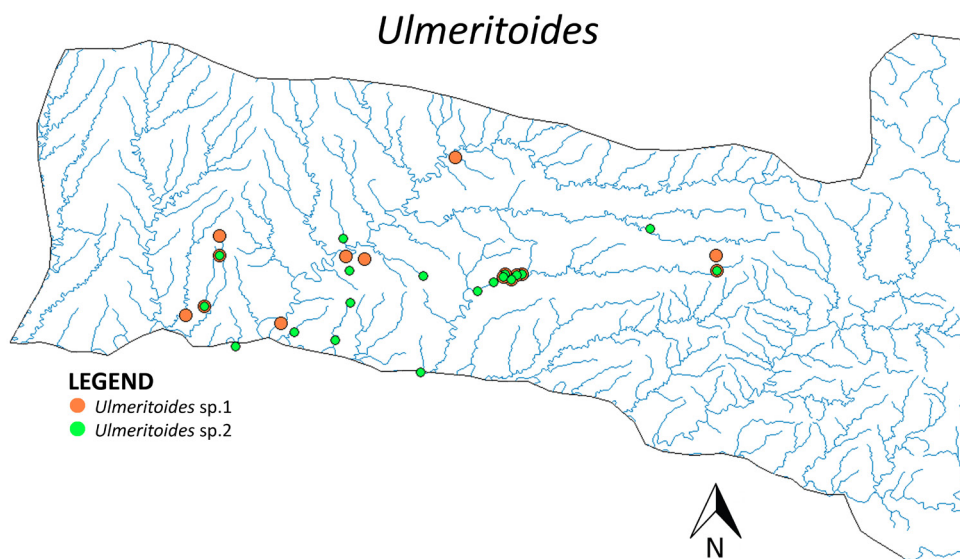 Ulmeritoides
LEGEND
Ulmeritoides sp.1
Ulmeritoides sp.2
N